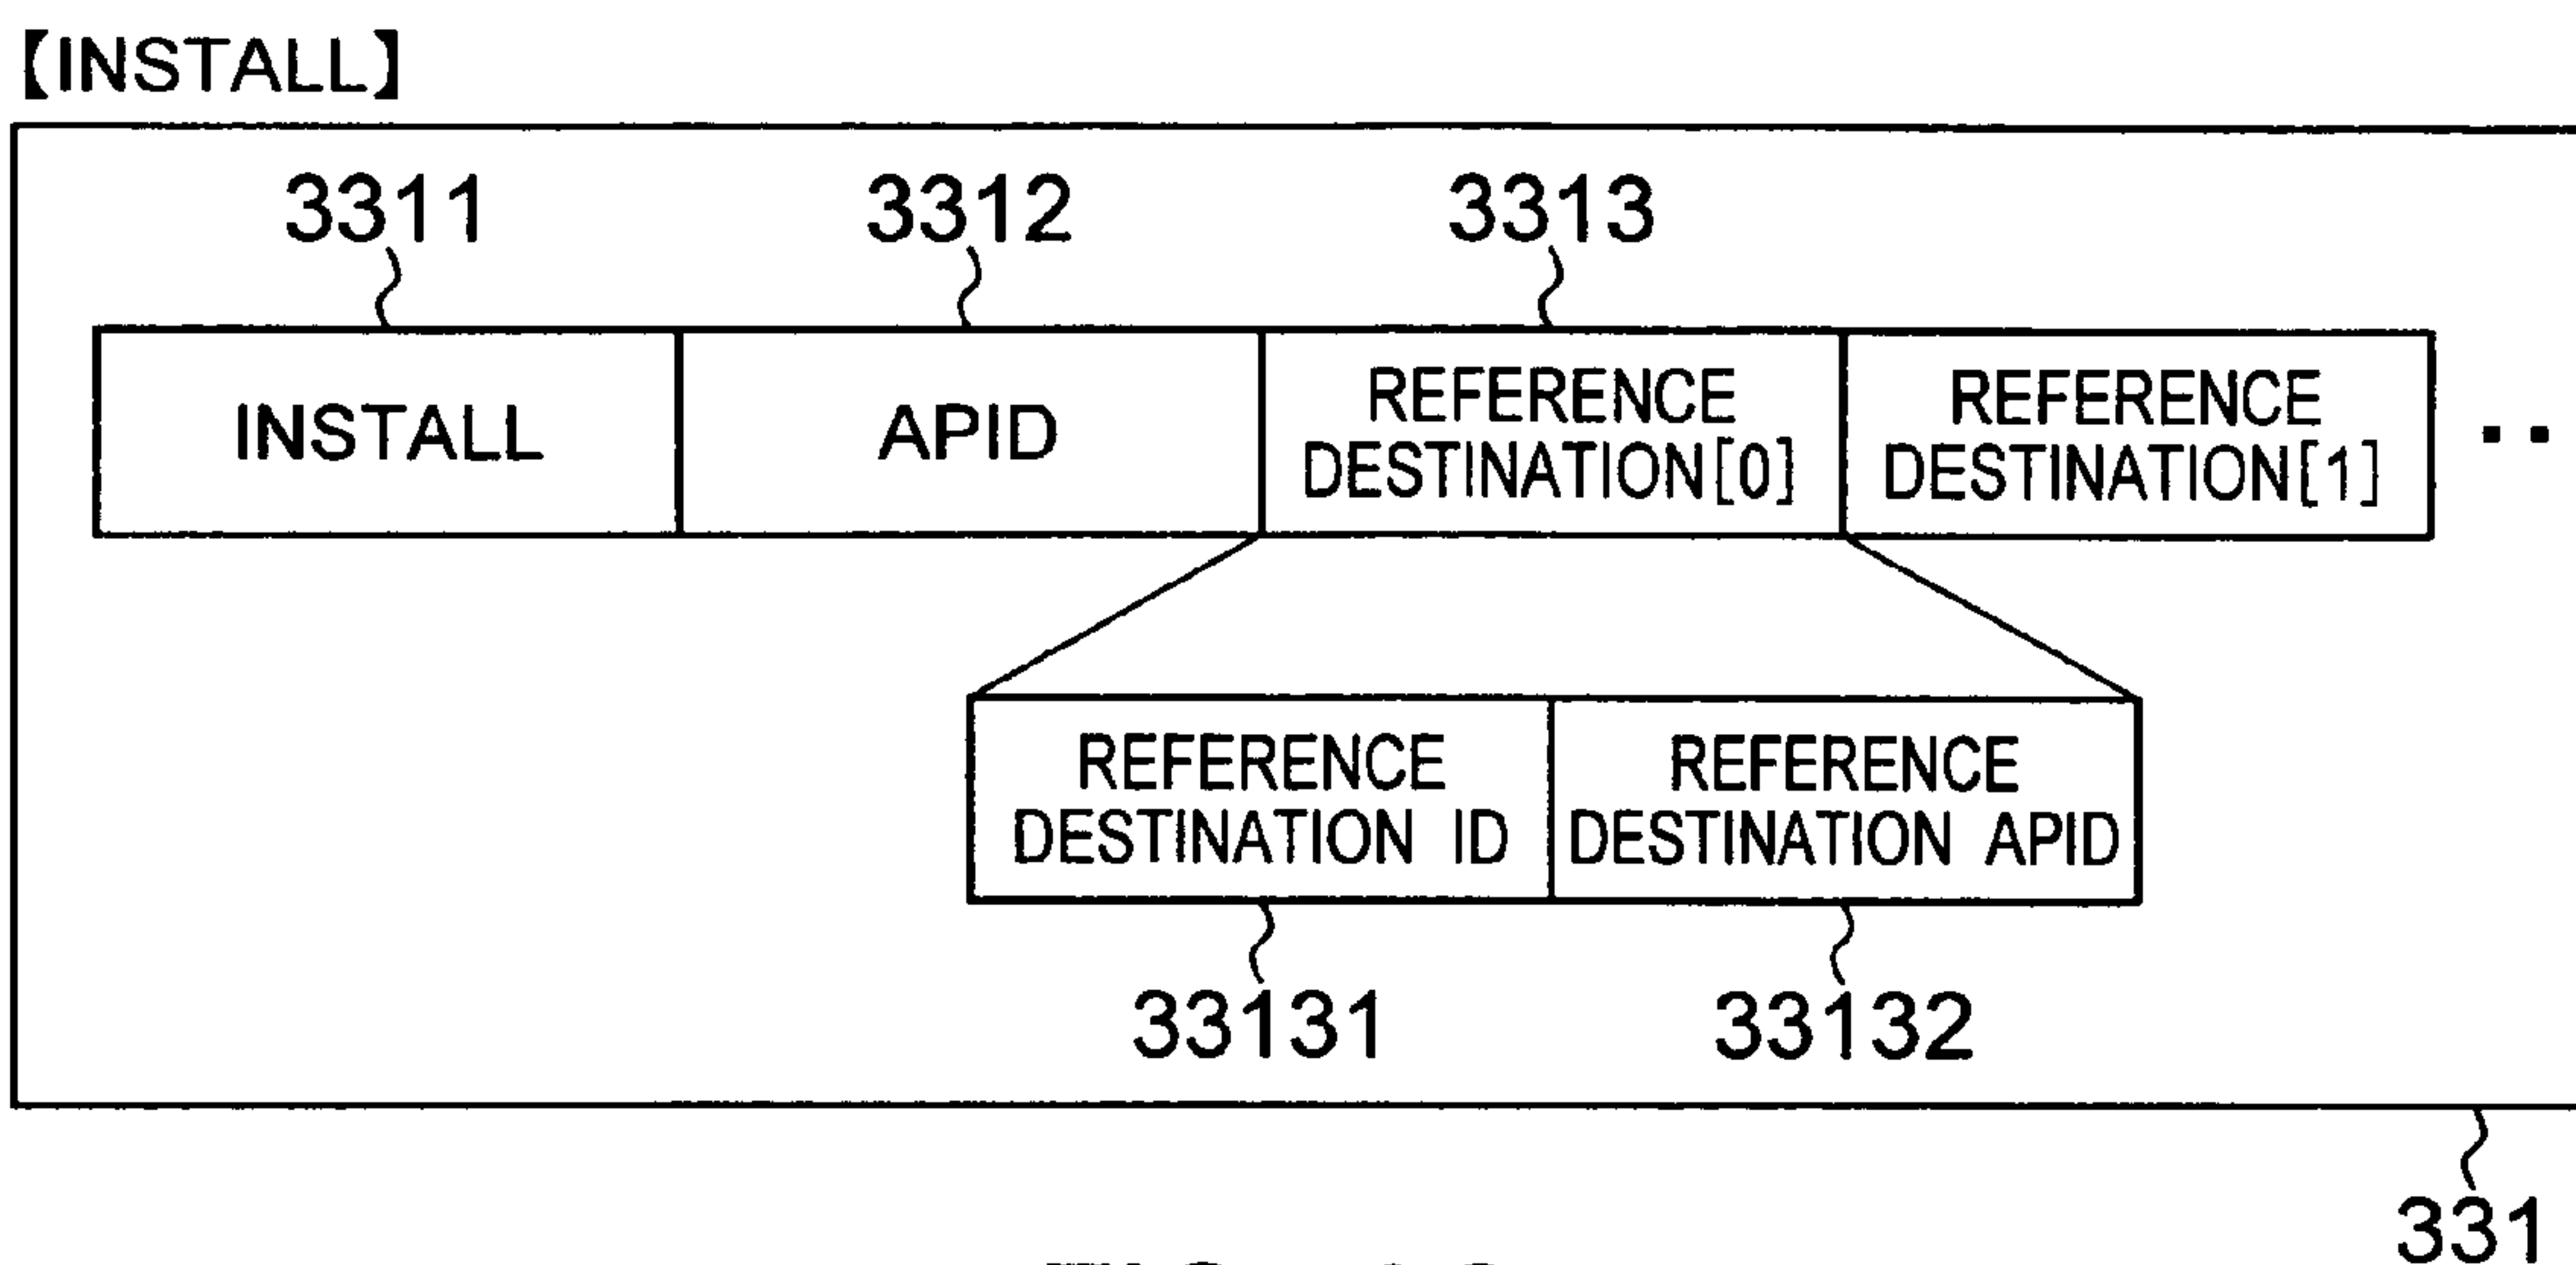 【INSTALL】
3311 3312 3313
INSTALL APID REFERENCE DESTINATION[0] REFERENCE DESTINATION[1] ··
REFERENCE DESTINATION ID REFERENCE DESTINATION APID
33131 33132
331